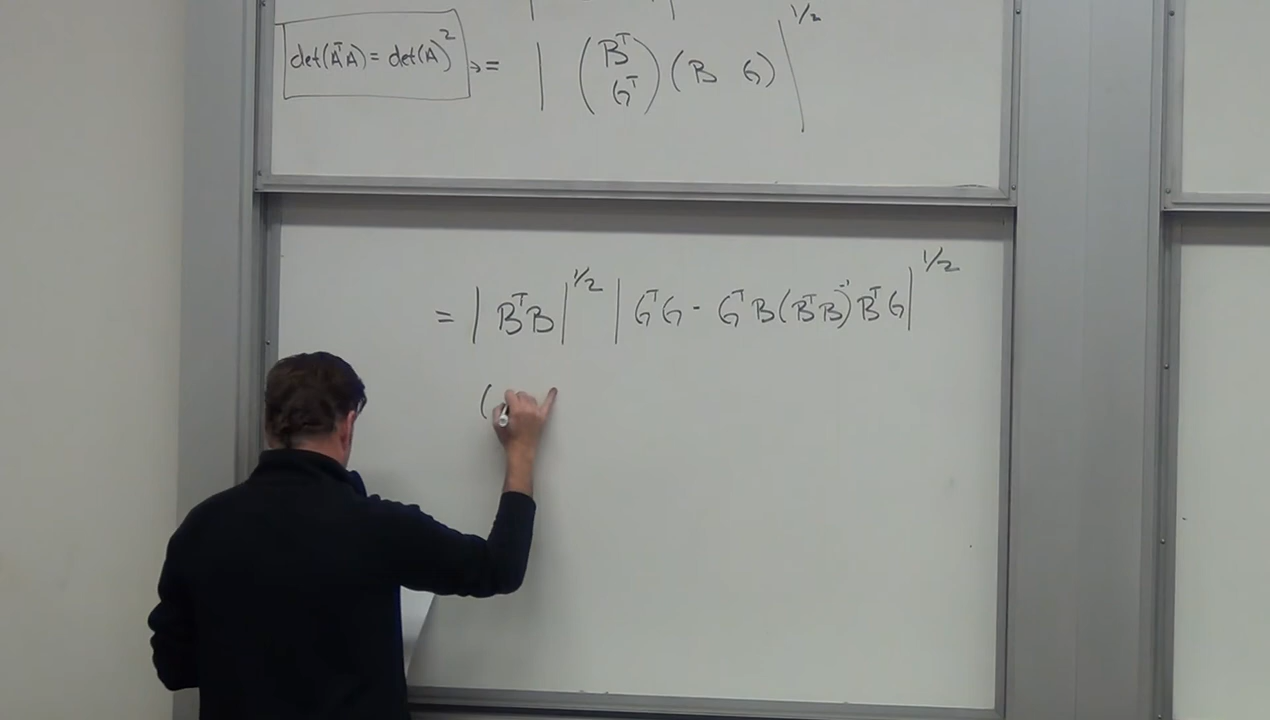 det(AᵀA) = det(A)² → = | (Bᵀ Gᵀ) (B G) |^1/2
= | BᵀB |^1/2 | GᵀG - GᵀB(BᵀB)⁻¹BᵀG |^1/2
(